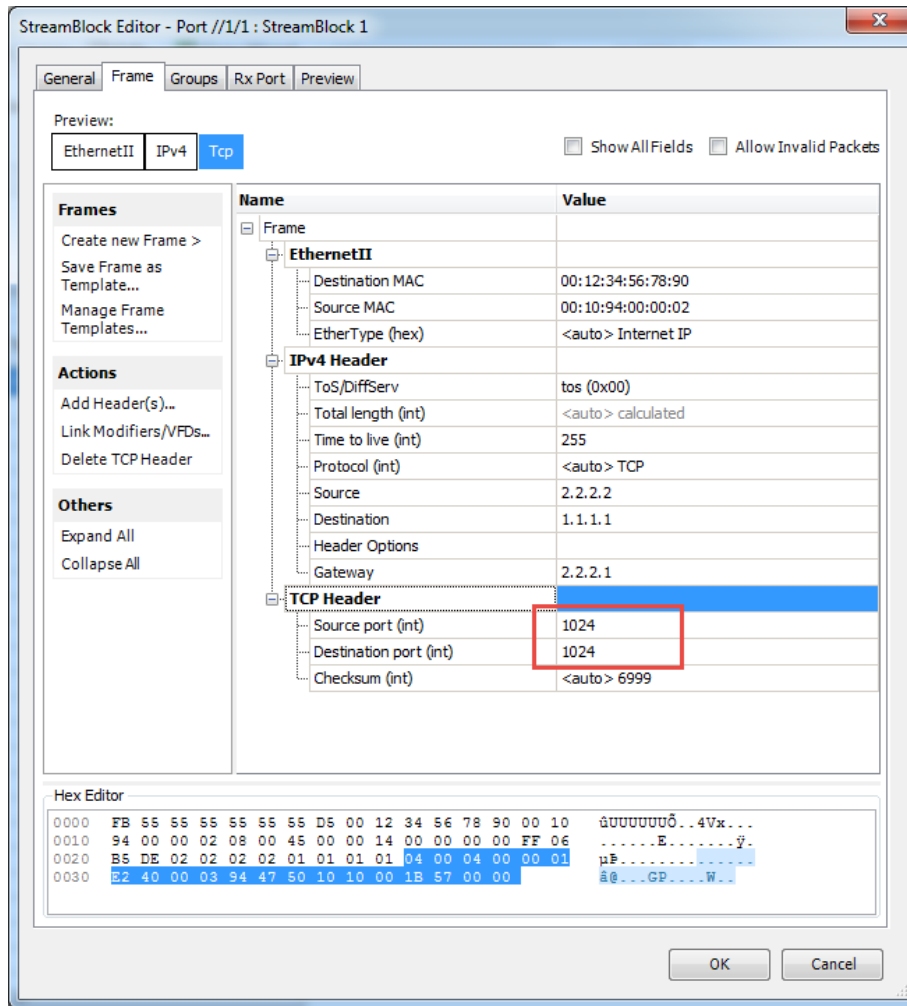 StreamBlock Editor - Port //1/1 : StreamBlock 1
General Frame Groups Rx Port Preview
Preview:
EthernetII IPv4 Tcp
Show All Fields Allow Invalid Packets
Frames
Create new Frame >
Save Frame as
Template...
Manage Frame
Templates...
Actions
Add Header(s)...
Link Modifiers/VFDs...
Delete TCP Header
Others
Expand All
Collapse All
Name Value
Frame
EthernetII
Destination MAC 00:12:34:56:78:90
Source MAC 00:10:94:00:00:02
EtherType (hex) <auto> Internet IP
IPv4 Header
ToS/DiffServ tos (0x00)
Total length (int) <auto> calculated
Time to live (int) 255
Protocol (int) <auto> TCP
Source 2.2.2.2
Destination 1.1.1.1
Header Options
Gateway 2.2.2.1
TCP Header
Source port (int) 1024
Destination port (int) 1024
Checksum (int) <auto> 6999
Hex Editor
0000 FB 55 55 55 55 55 55 D5 00 12 34 56 78 90 00 10 ûUUUUUUÕ..4Vx...
0010 94 00 00 02 08 00 45 00 00 14 00 00 00 00 FF 06 ......E.......ÿ.
0020 B5 DE 02 02 02 02 01 01 01 01 04 00 04 00 00 01 µÞ..............
0030 E2 40 00 03 94 47 50 10 10 00 1B 57 00 00 â@...GP....W..
OK Cancel